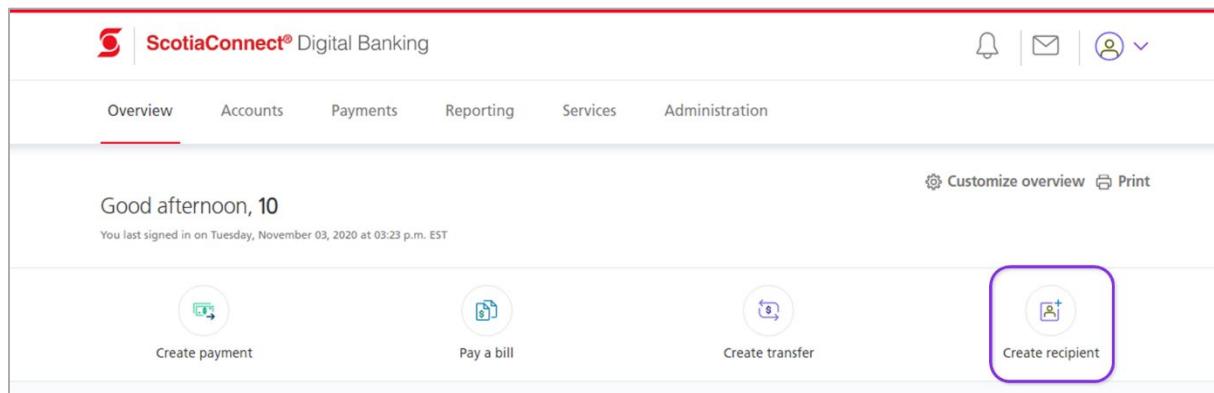 ScotiaConnect® Digital Banking
Overview Accounts Payments Reporting Services Administration
Customize overview Print
Good afternoon, 10
You last signed in on Tuesday, November 03, 2020 at 03:23 p.m. EST
Create payment Pay a bill Create transfer Create recipient